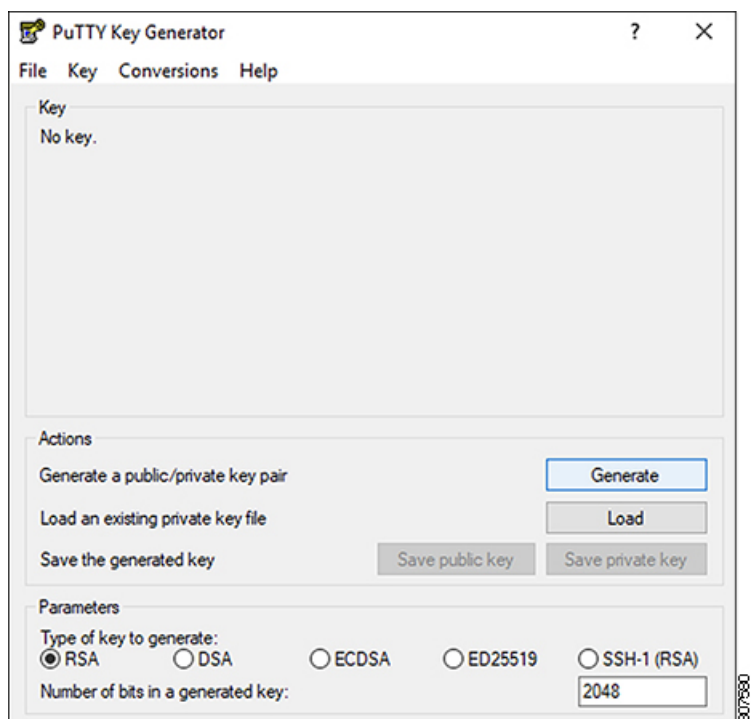 PuTTY Key Generator ?
File Key Conversions Help
Key
No key.
Actions
Generate a public/private key pair Generate
Load an existing private key file Load
Save the generated key Save public key Save private key
Parameters
Type of key to generate:
RSA DSA ECDSA ED25519 SSH-1 (RSA)
Number of bits in a generated key: 2048